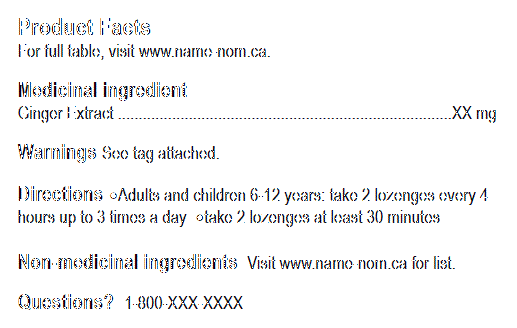 Product Facts
For full table, visit www.name-nom.ca.
Medicinal ingredient
Ginger Extract ........................................................................XX mg
Warnings See tag attached.
Directions ○Adults and children 6-12 years: take 2 lozenges every 4
hours up to 3 times a day ○take 2 lozenges at least 30 minutes
Non-medicinal ingredients Visit www.name-nom.ca for list.
Questions? 1-800-XXX-XXXX